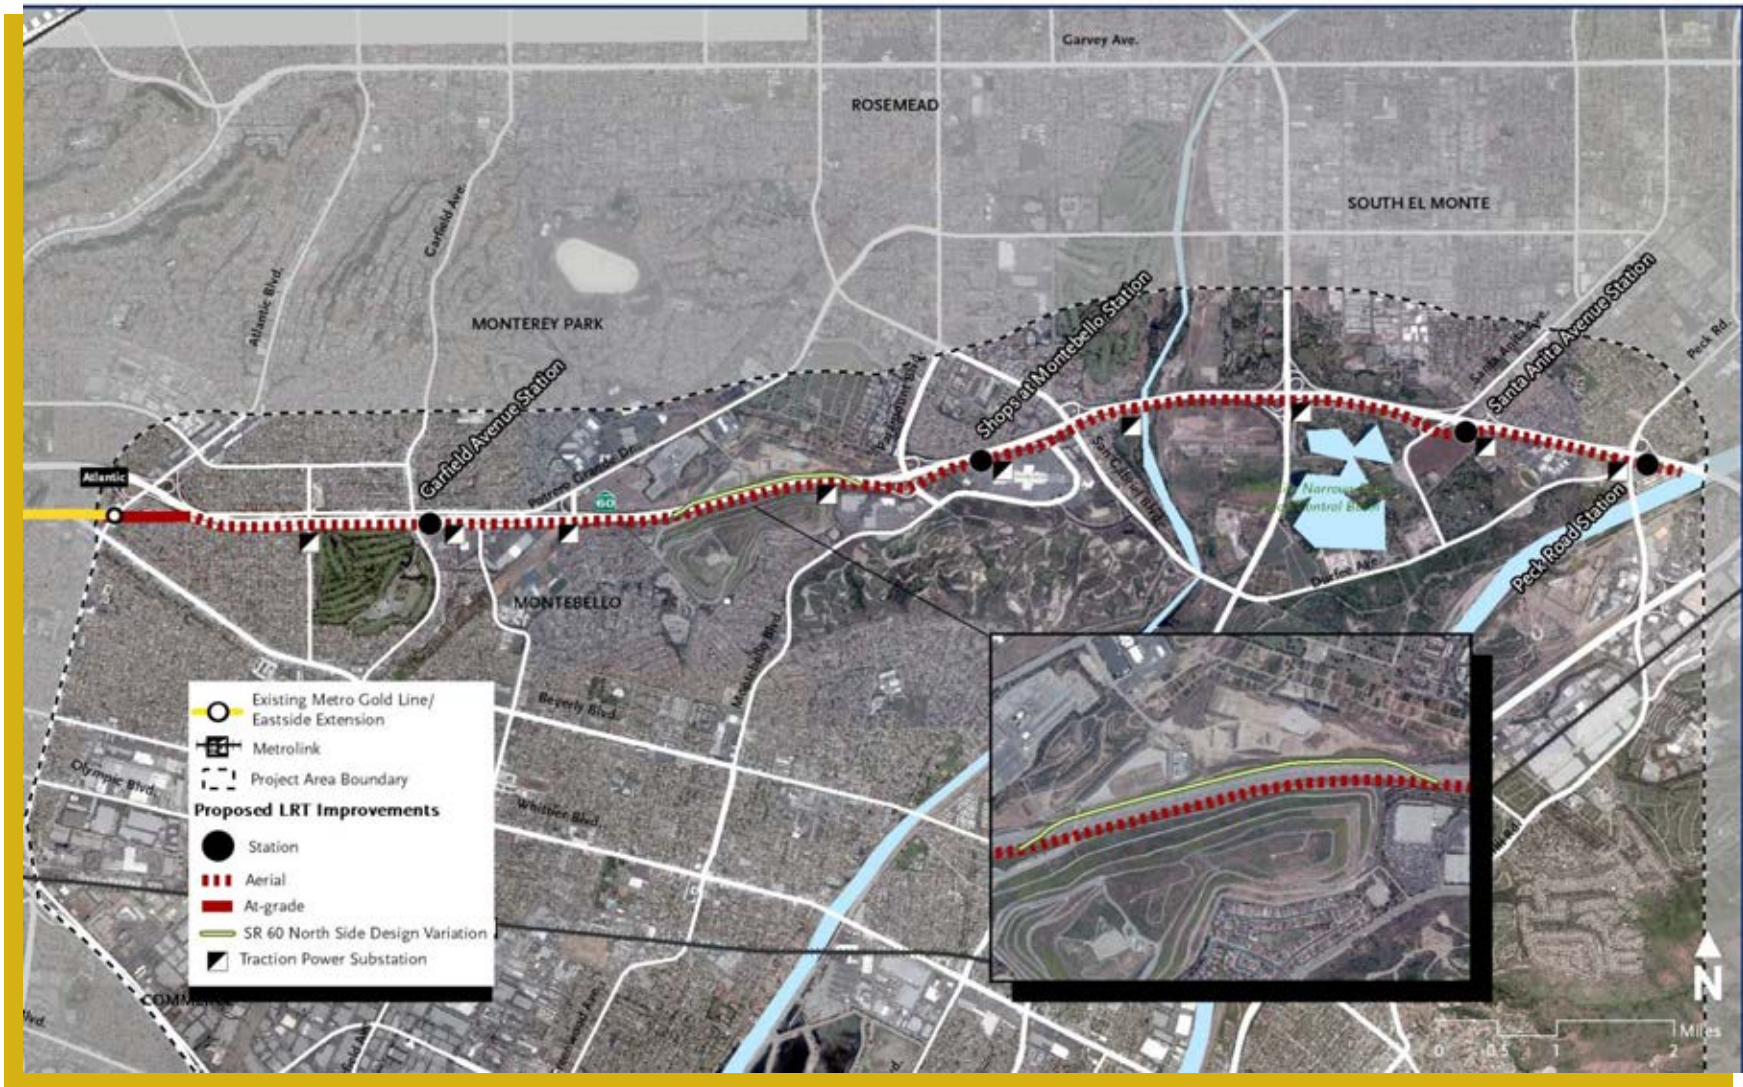 Garvey Ave.
ROSEMEAD
SOUTH EL MONTE
Garfield Ave.
Atlantic Blvd.
MONTEREY PARK
Garfield Avenue Station
Shops at Montebello Station
Santa Anita Ave.
Santa Anita Avenue Station
Peck Rd.
Paramount Blvd.
Potrero Grande Dr.
San Gabriel Blvd.
Atlantic
60
Peck Road Station
Durfee Ave.
MONTEBELLO
Montebello Blvd.
Beverly Blvd.
Olympic Blvd.
Whittier Blvd.
Existing Metro Gold Line/
Eastside Extension
Metrolink
Project Area Boundary
Proposed LRT Improvements
Station
Aerial
At-grade
SR 60 North Side Design Variation
Traction Power Substation
N
Miles
0 0.5 1 2